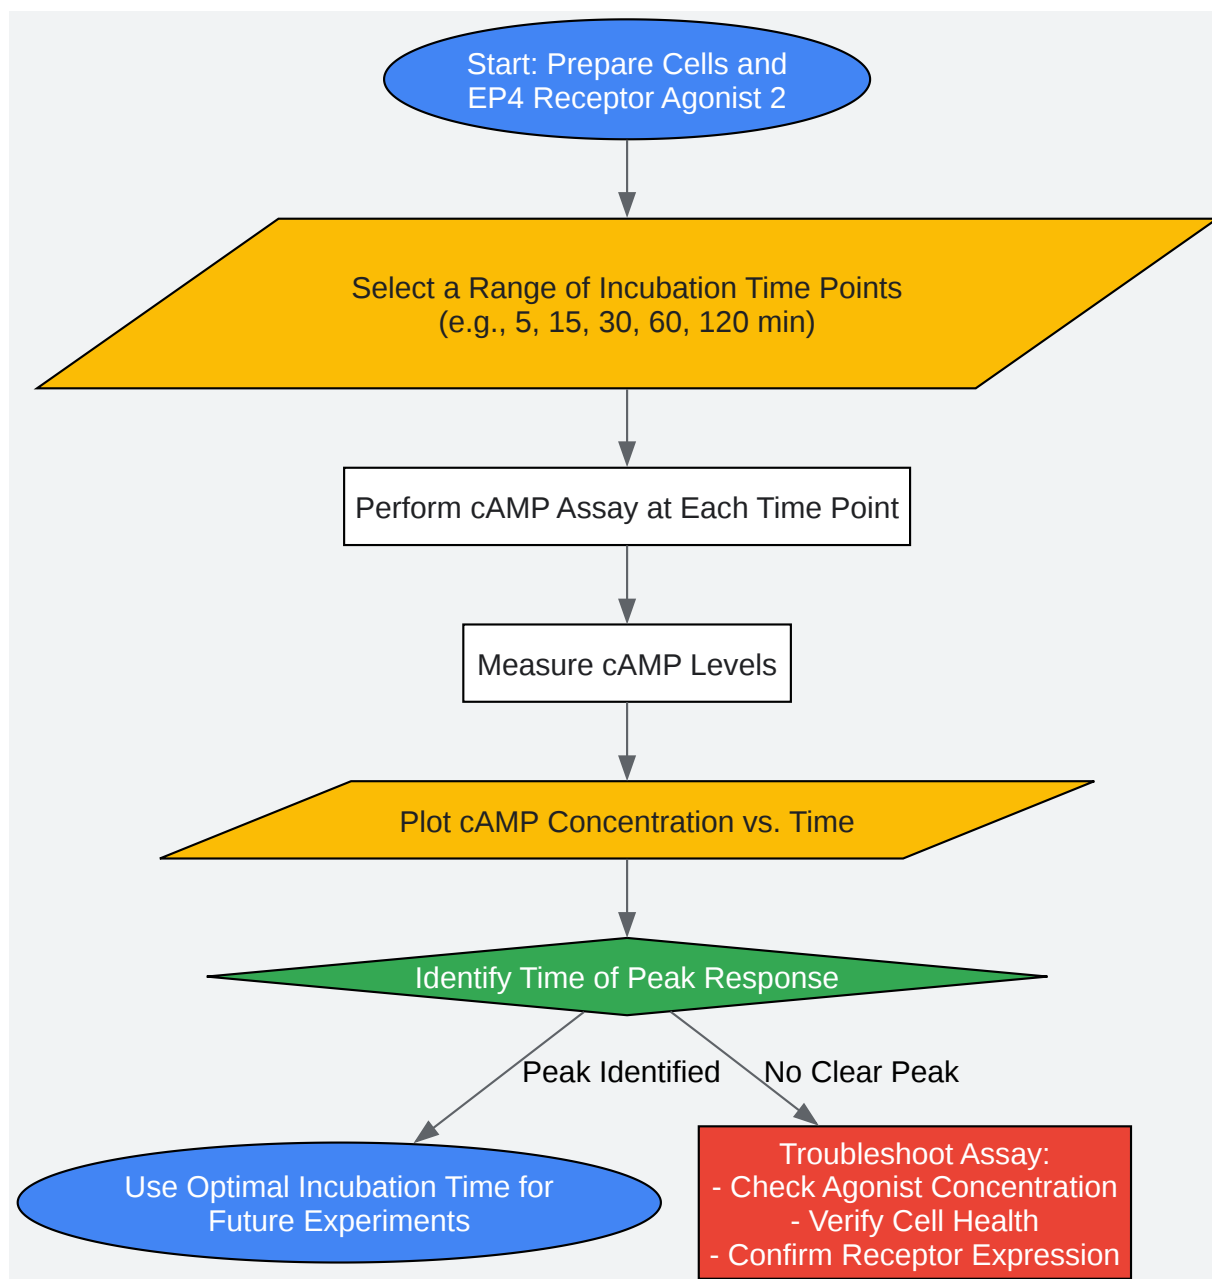 Start: Prepare Cells and
EP4 Receptor Agonist 2
Select a Range of Incubation Time Points
(e.g., 5, 15, 30, 60, 120 min)
Perform cAMP Assay at Each Time Point
Measure cAMP Levels
Plot cAMP Concentration vs. Time
Identify Time of Peak Response
Peak Identified
No Clear Peak
Use Optimal Incubation Time for
Future Experiments
Troubleshoot Assay:
- Check Agonist Concentration
- Verify Cell Health
- Confirm Receptor Expression